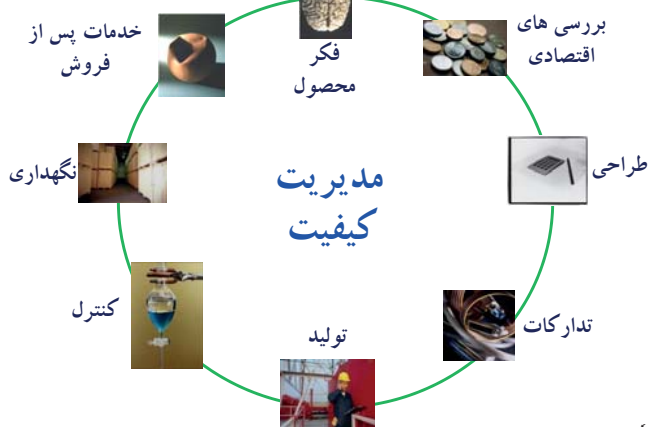 فکر
محصول
بررسی های
اقتصادی
طراحی
تدارکات
تولید
کنترل
نگهداری
خدمات پس از
فروش
مدیریت
کیفیت